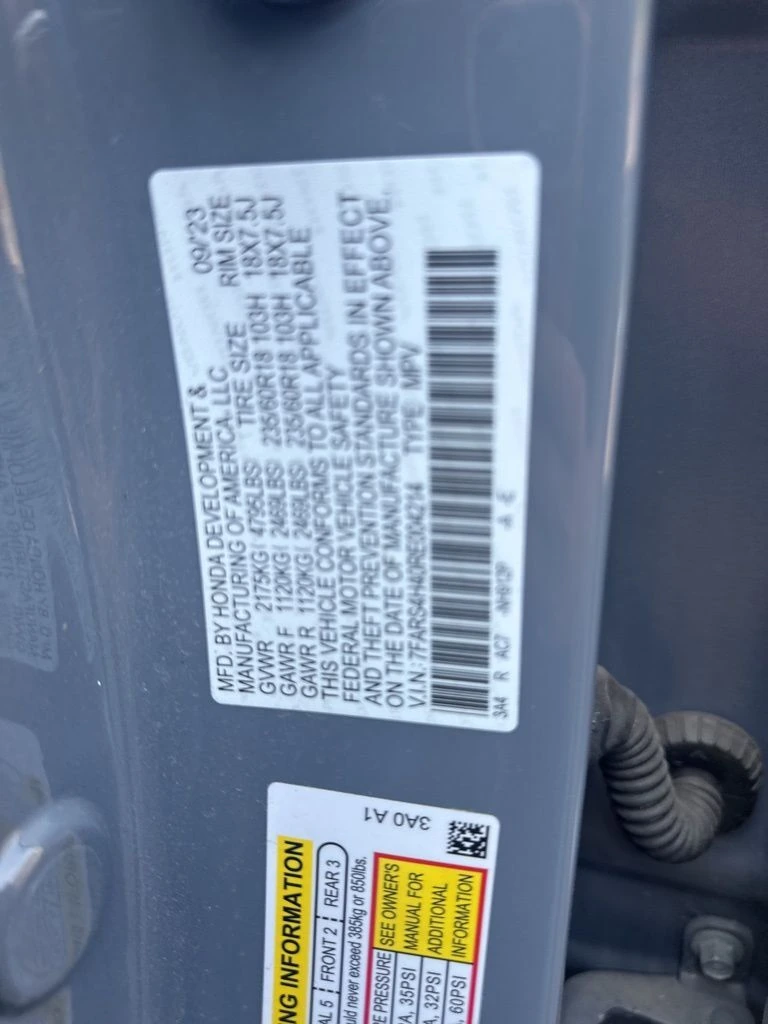 MFD. BY HONDA DEVELOPMENT & 09/'23
MANUFACTURING OF AMERICA, LLC TIRE SIZE RIM SIZE
GVWR 2175KG( 4795LBS)
GAWR F 1120KG( 2469LBS) 235/60R18 103H 18X7.5J
GAWR R 1120KG( 2469LBS) 235/60R18 103H 18X7.5J
THIS VEHICLE CONFORMS TO ALL APPLICABLE
FEDERAL MOTOR VEHICLE SAFETY
AND THEFT PREVENTION STANDARDS IN EFFECT
ON THE DATE OF MANUFACTURE SHOWN ABOVE.
V.I.N.: 7FARS4H40RE004214 TYPE MPV
3A4 R AC7 -A -E
3A0 A1
NG INFORMATION
AL 5 FRONT 2 REAR 3
uld never exceed 385kg or 850lbs.
E PRESSURE SEE OWNER'S
A, 35PSI MANUAL FOR
A, 32PSI ADDITIONAL
, 60PSI INFORMATION